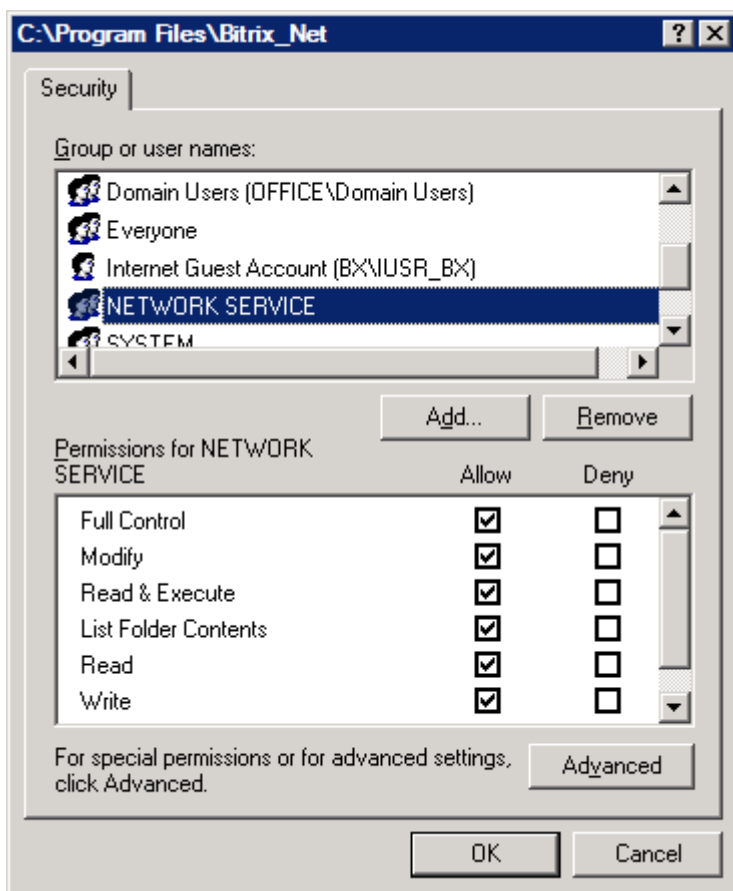 C:\Program Files\Bitrix_Net
Security
Group or user names:
Domain Users (OFFICE\Domain Users)
Everyone
Internet Guest Account (BX\IUSR_BX)
NETWORK SERVICE
SYSTEM
Add... Remove
Permissions for NETWORK
SERVICE Allow Deny
Full Control
Modify
Read & Execute
List Folder Contents
Read
Write
For special permissions or for advanced settings,
click Advanced.
Advanced
OK Cancel